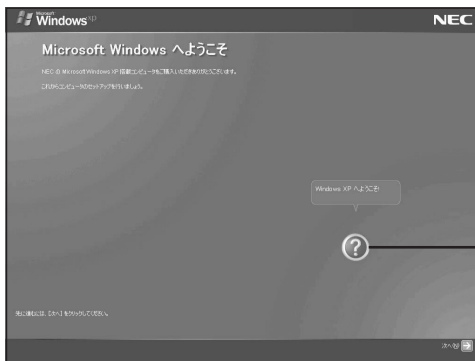 Microsoft
Windows xp
NEC
Microsoft Windows へようこそ
NEC の Microsoft Windows XP 搭載コンピュータをご購入いただきありがとうございます。
これからコンピュータのセットアップを行いましょう。
Windows XP へようこそ!
?
先に進むには、[次へ] をクリックしてください。
次へ(N)